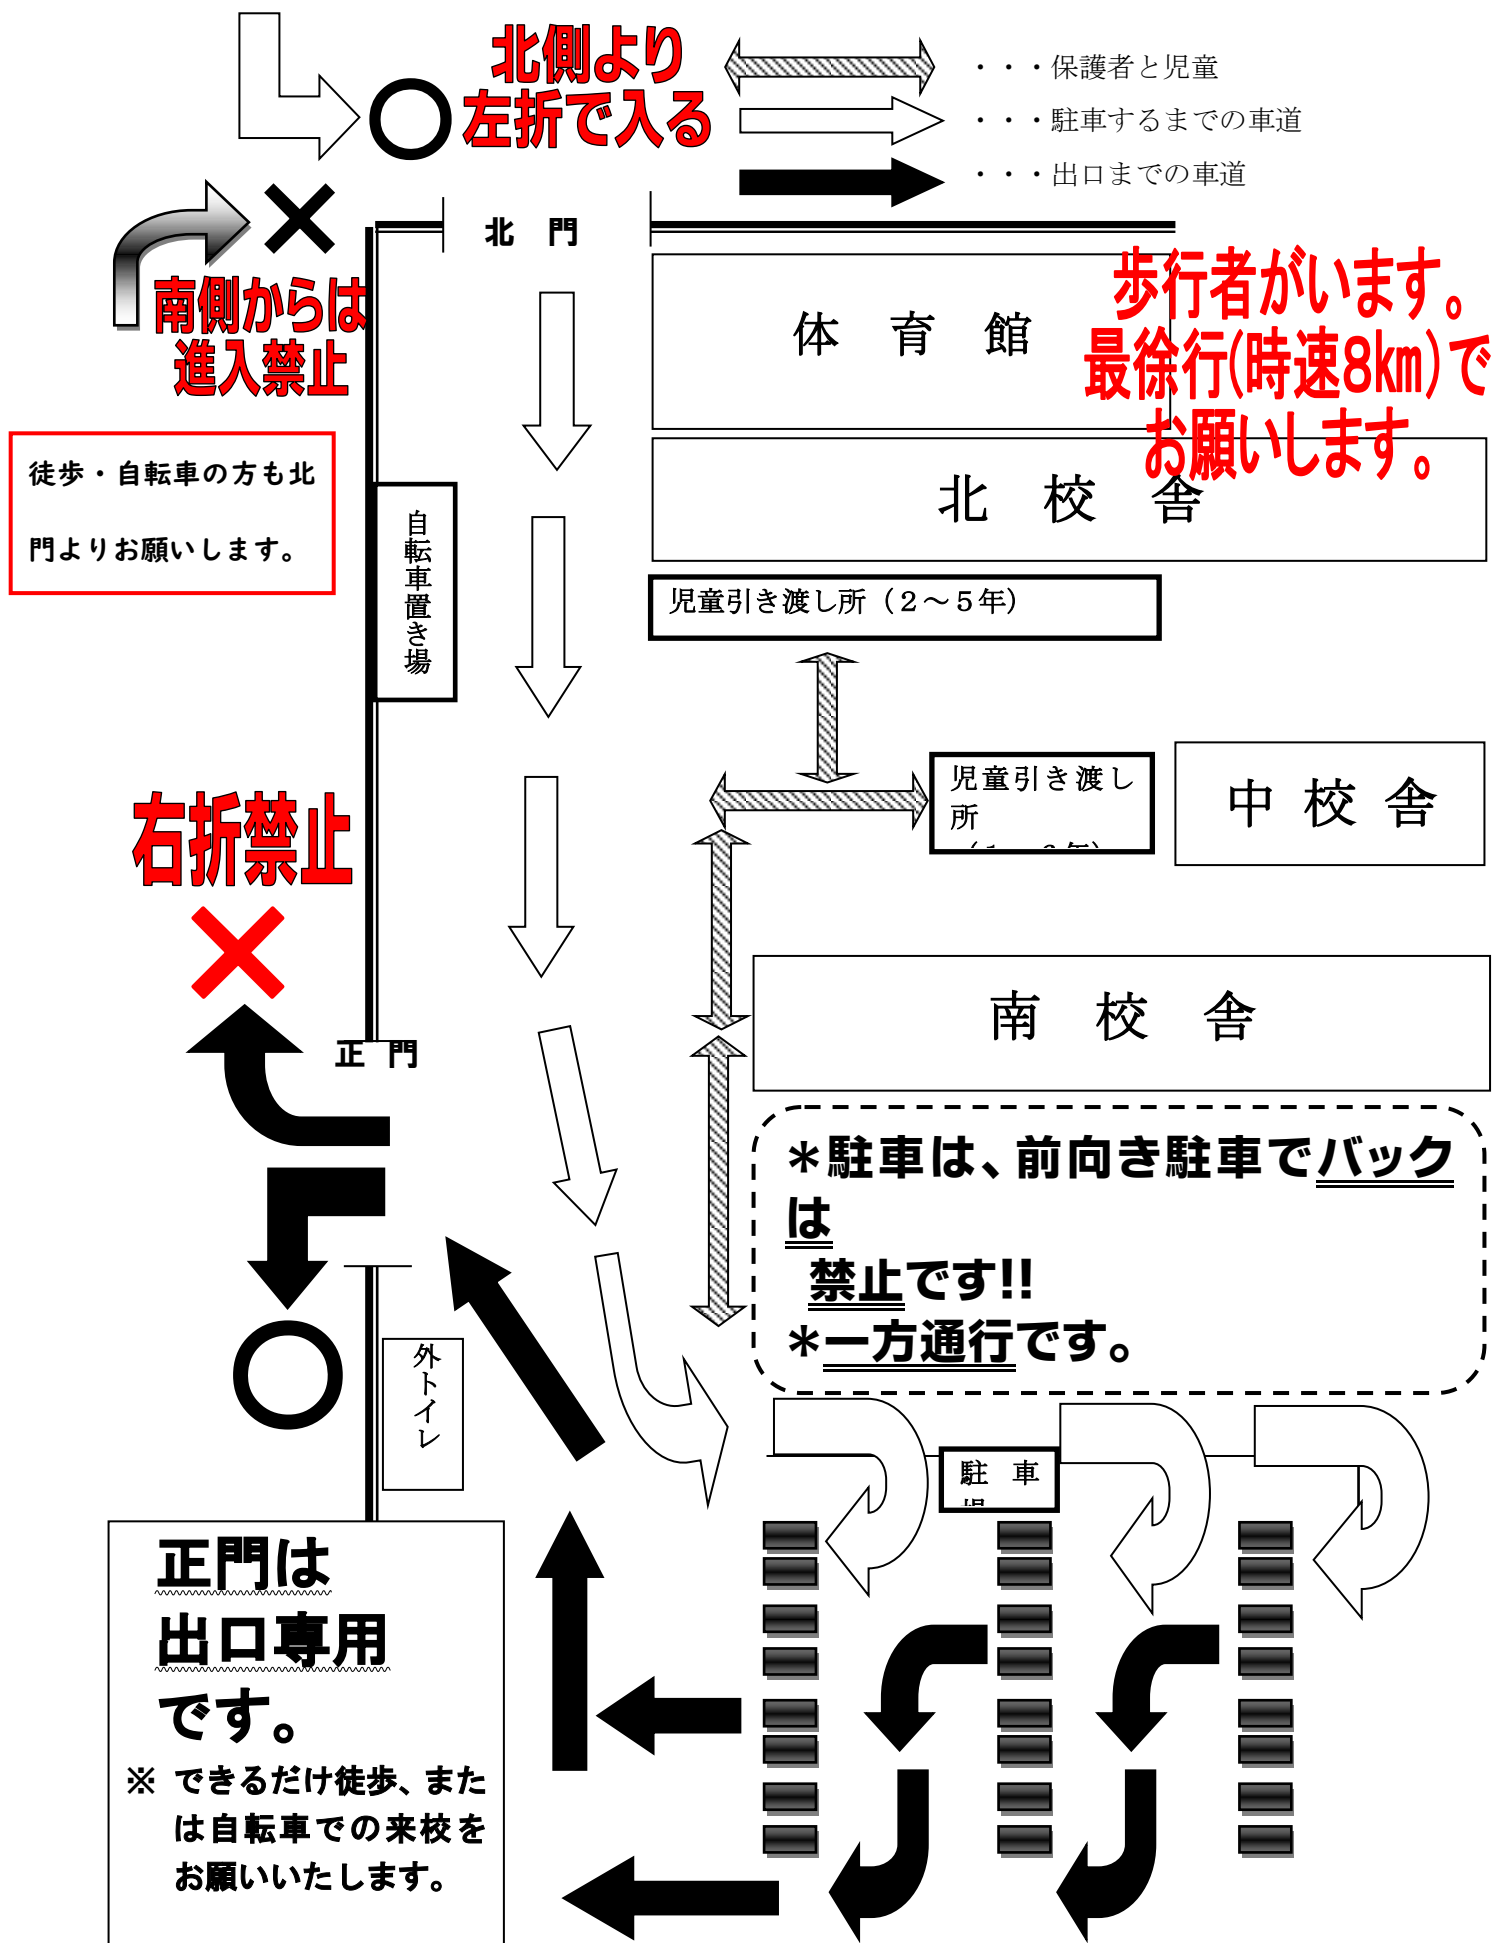 北側より
左折で入る
・・・保護者と児童
・・・駐車するまでの車道
・・・出口までの車道
北　門
南側からは
進入禁止
歩行者がいます。
最徐行(時速8km)で
お願いします。
体　育　館
徒歩・自転車の方も北
門よりお願いします。
北　校　舎
自転車置き場
児童引き渡し所（２～５年）
児童引き渡し
所
中 校 舎
右折禁止
南　校　舎
正　門
＊駐車は、前向き駐車でバック
は
禁止です!!
＊一方通行です。
外トイレ
駐　車
正門は
出口専用
です。
※ できるだけ徒歩、また
は自転車での来校を
お願いいたします。